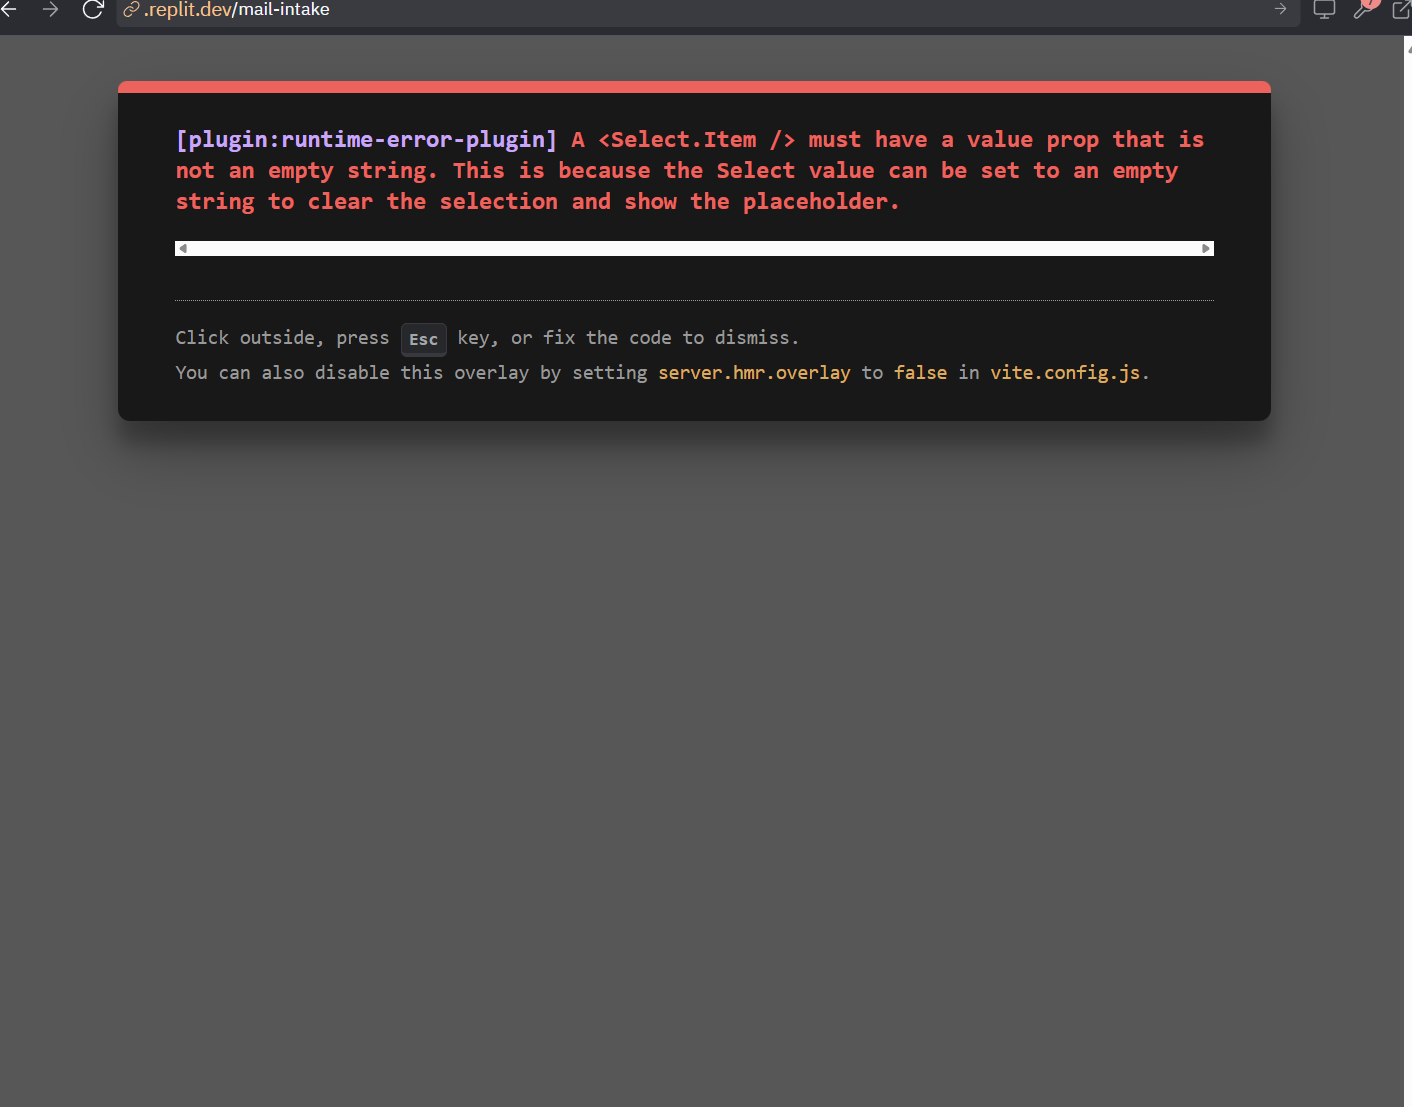 .replit.dev/mail-intake
[plugin:runtime-error-plugin] A <Select.Item /> must have a value prop that is
not an empty string. This is because the Select value can be set to an empty
string to clear the selection and show the placeholder.
Click outside, press Esc key, or fix the code to dismiss.
You can also disable this overlay by setting server.hmr.overlay to false in vite.config.js.